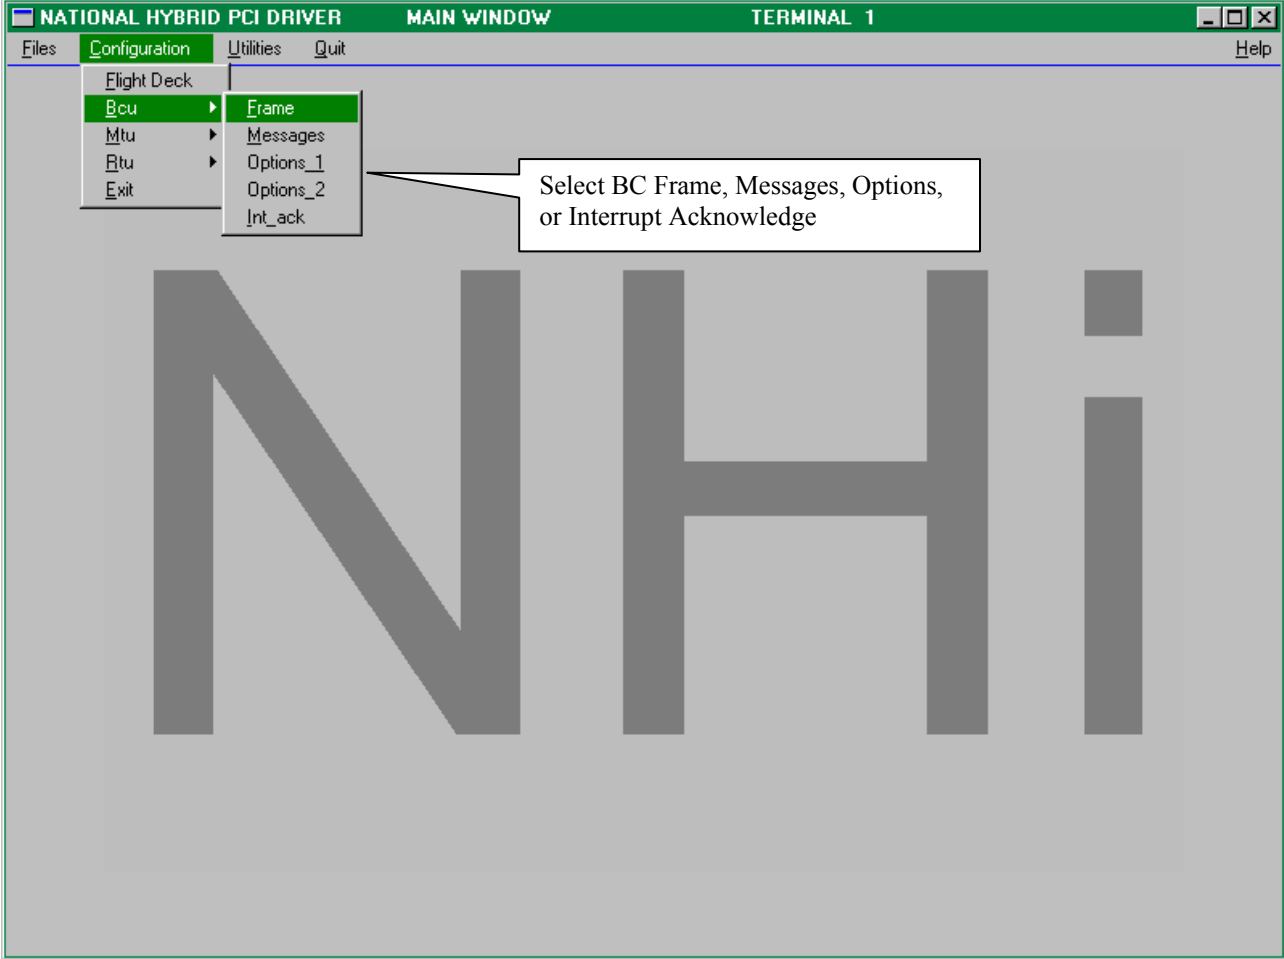 NATIONAL HYBRID PCI DRIVER MAIN WINDOW TERMINAL 1
Files Configuration Utilities Quit Help
Flight Deck
Bcu
Mtu
Rtu
Exit
Frame
Messages
Options_1
Options_2
Int_ack
Select BC Frame, Messages, Options,
or Interrupt Acknowledge
NHi